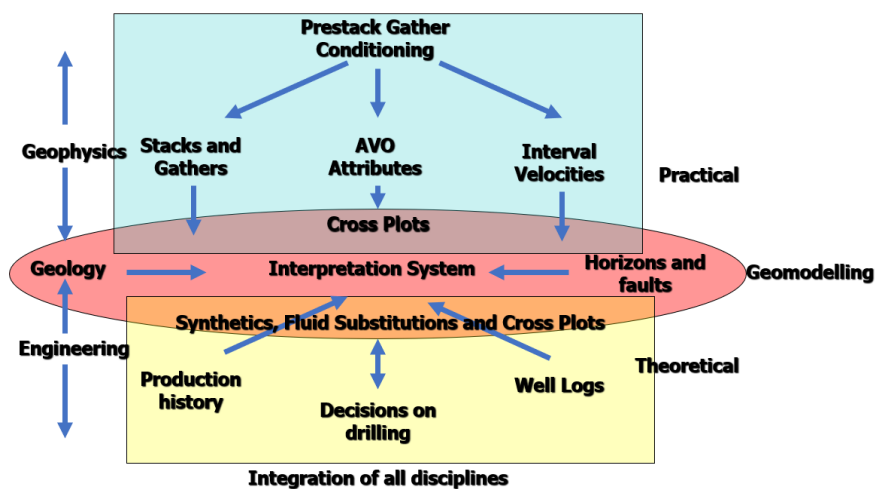 Prestack Gather
Conditioning
Geophysics
Stacks and
Gathers
AVO
Attributes
Interval
Velocities
Practical
Cross Plots
Geology
Interpretation System
Horizons and
faults
Geomodelling
Synthetics, Fluid Substitutions and Cross Plots
Engineering
Theoretical
Production
history
Decisions on
drilling
Well Logs
Integration of all disciplines